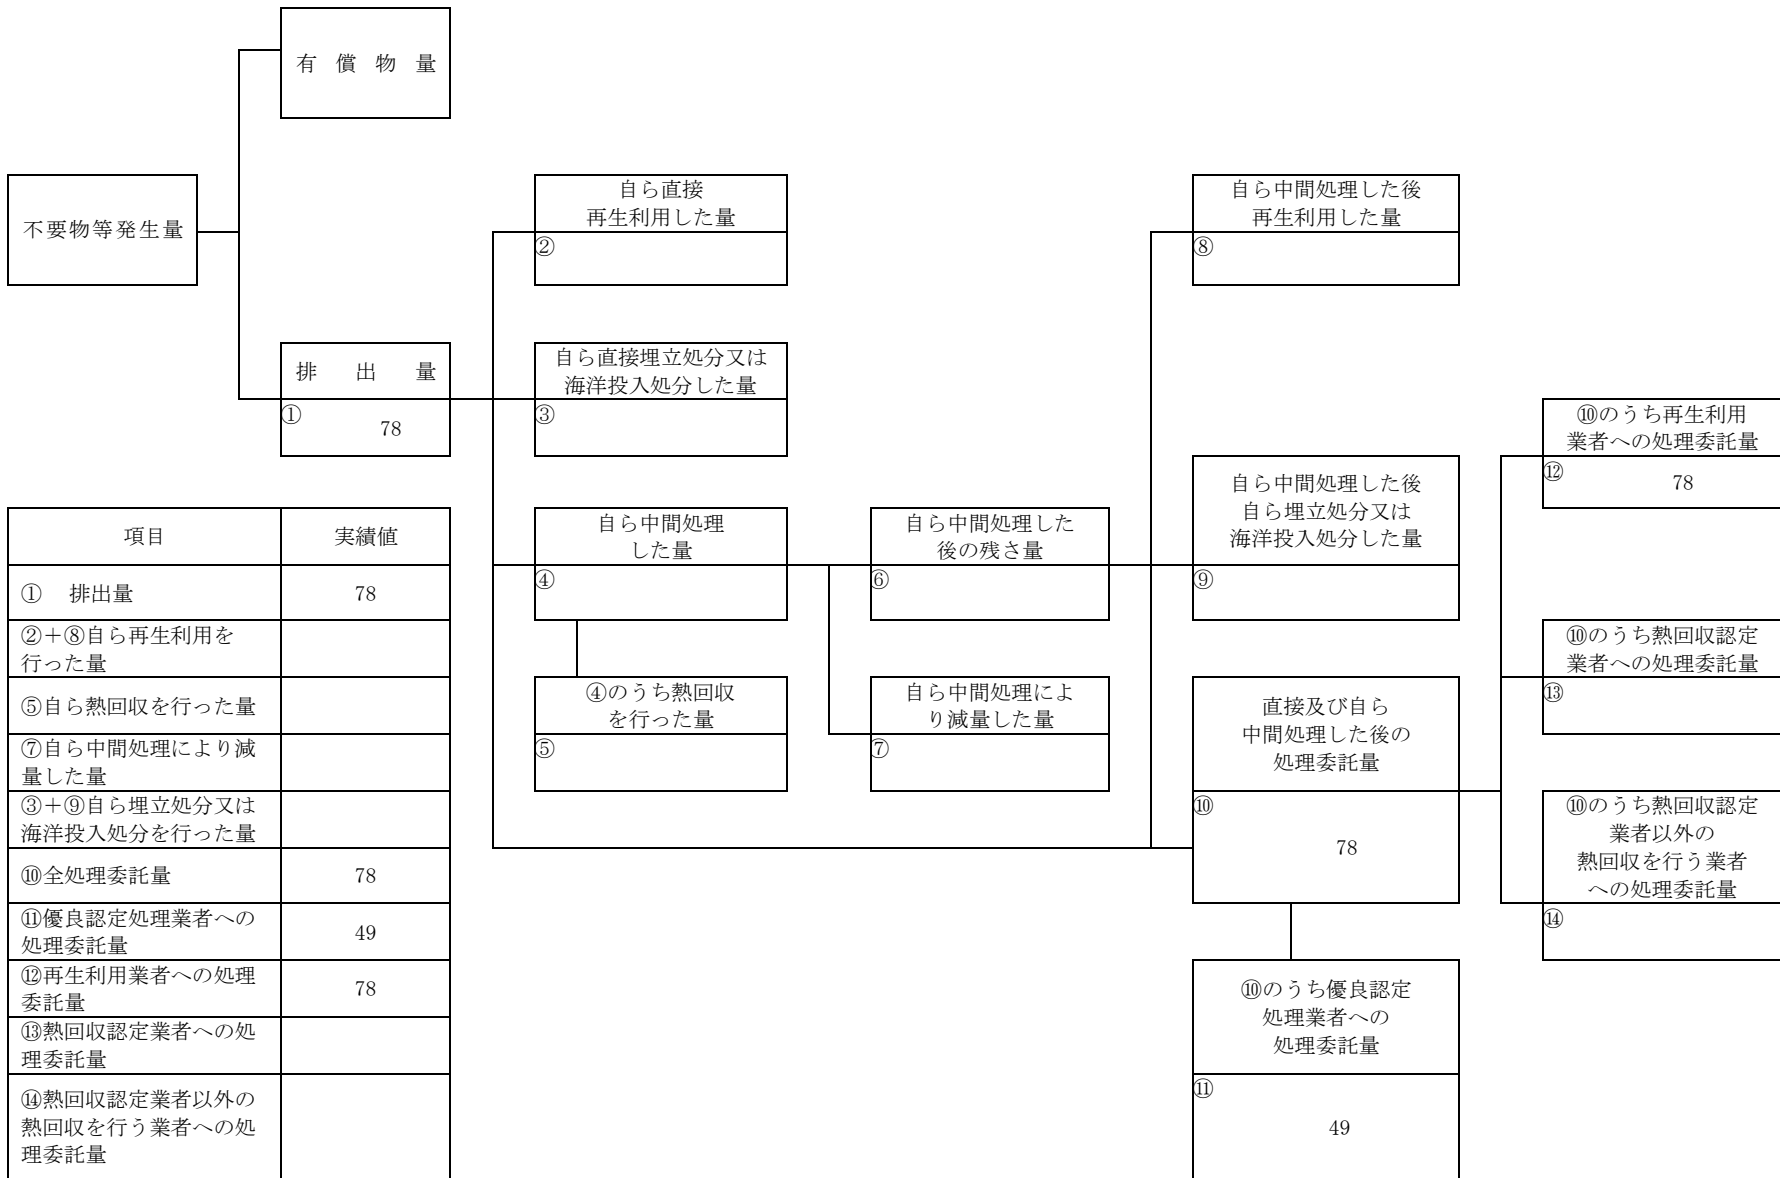 有償物量
不要物等発生量
自ら直接
再生利用した量
②
自ら中間処理した後
再生利用した量
⑧
排出量
①
78
自ら直接埋立処分又は
海洋投入処分した量
③
⑩のうち再生利用
業者への処理委託量
⑫
78
自ら中間処理
した量
④
自ら中間処理した
後の残さ量
⑥
自ら中間処理した後
自ら埋立処分又は
海洋投入処分した量
⑨
⑩のうち熱回収認定
業者への処理委託量
⑬
④のうち熱回収
を行った量
⑤
自ら中間処理によ
り減量した量
⑦
直接及び自ら
中間処理した後の
処理委託量
⑩
78
⑩のうち熱回収認定
業者以外の
熱回収を行う業者
への処理委託量
⑭
⑩のうち優良認定
処理業者への
処理委託量
⑪
49
項目 実績値
① 排出量 78
②+⑧自ら再生利用を
行った量
⑤自ら熱回収を行った量
⑦自ら中間処理により減
量した量
③+⑨自ら埋立処分又は
海洋投入処分を行った量
⑩全処理委託量 78
⑪優良認定処理業者への
処理委託量 49
⑫再生利用業者への処理
委託量 78
⑬熱回収認定業者への処
理委託量
⑭熱回収認定業者以外の
熱回収を行う業者への処
理委託量